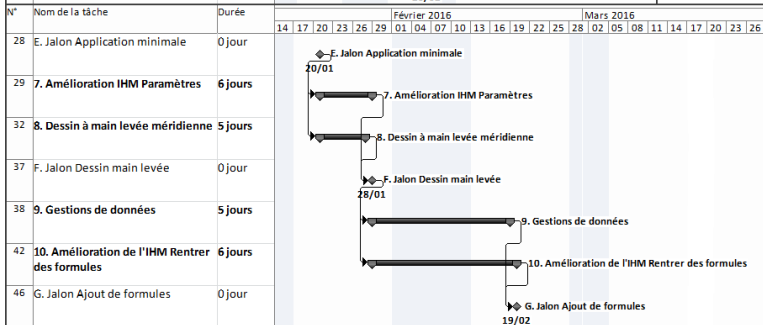 N° Nom de la tâche Durée Février 2016 Mars 2016
14 17 20 23 26 29 01 04 07 10 13 16 19 22 25 28 02 05 08 11 14 17 20 23 26
28 E. Jalon Application minimale 0 jour E. Jalon Application minimale
20/01
29 7. Amélioration IHM Paramètres 6 jours 7. Amélioration IHM Paramètres
32 8. Dessin à main levée méridienne 5 jours 8. Dessin à main levée méridienne
37 F. Jalon Dessin main levée 0 jour F. Jalon Dessin main levée
28/01
38 9. Gestions de données 5 jours 9. Gestions de données
42 10. Amélioration de l'IHM Rentrer 6 jours 10. Amélioration de l'IHM Rentrer des formules
des formules
46 G. Jalon Ajout de formules 0 jour G. Jalon Ajout de formules
19/02